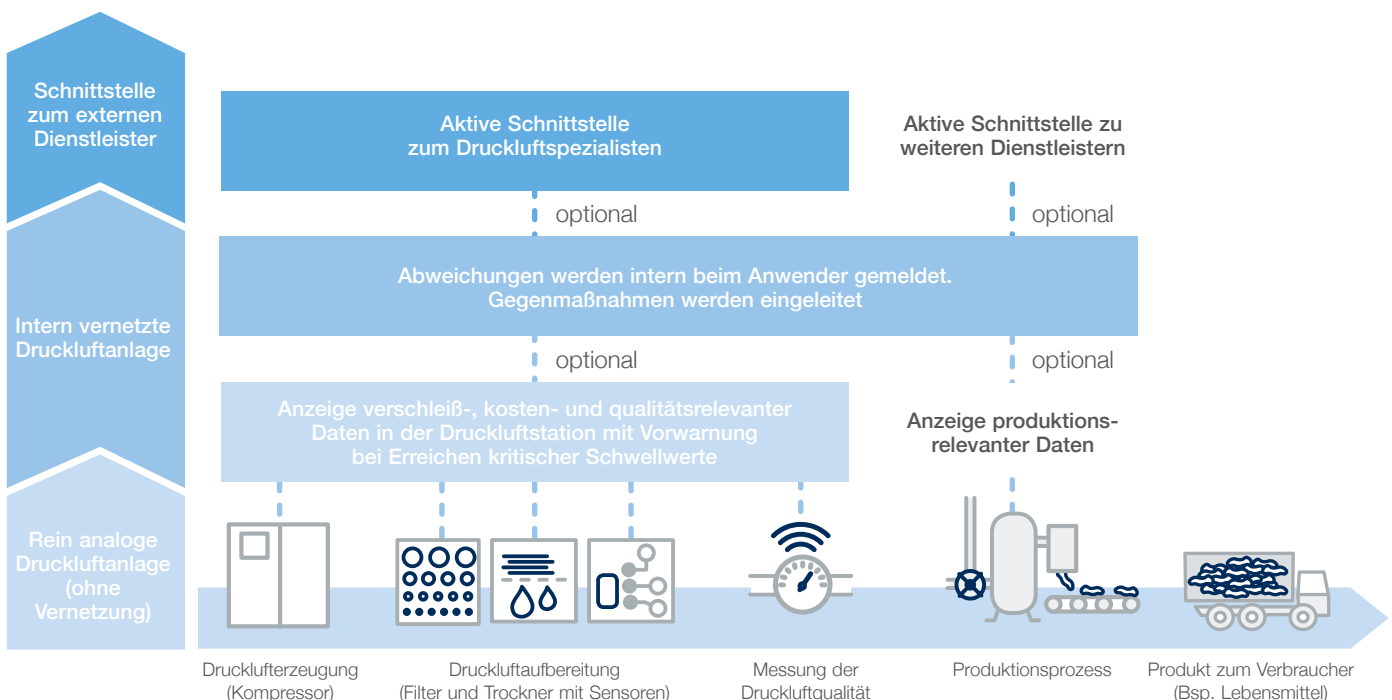 Schnittstelle
zum externen
Dienstleister
Aktive Schnittstelle
zum Druckluftspezialisten
Aktive Schnittstelle zu
weiteren Dienstleistern
optional
optional
Intern vernetzte
Druckluftanlage
Abweichungen werden intern beim Anwender gemeldet.
Gegenmaßnahmen werden eingeleitet
optional
optional
Anzeige verschleiß-, kosten- und qualitätsrelevanter
Daten in der Druckluftstation mit Vorwarnung
bei Erreichen kritischer Schwellwerte
Anzeige produktions-
relevanter Daten
Rein analoge
Druckluftanlage
(ohne
Vernetzung)
Drucklufterzeugung
(Kompressor)
Druckluftaufbereitung
(Filter und Trockner mit Sensoren)
Messung der
Druckluftqualität
Produktionsprozess
Produkt zum Verbraucher
(Bsp. Lebensmittel)